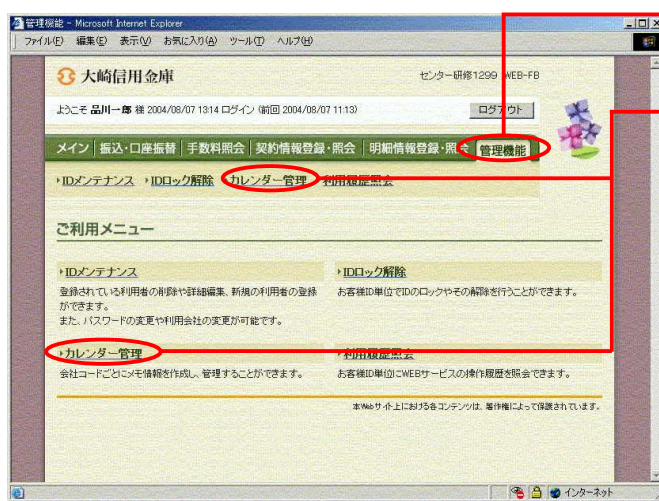 管理機能 - Microsoft Internet Explorer
ファイル(F) 編集(E) 表示(V) お気に入り(A) ツール(T) ヘルプ(H)
大崎信用金庫
センター研修1299 WEB-FB
ようこそ 品川一郎 様 2004/08/07 13:14 ログイン (前回 2004/08/07 11:13)
ログアウト
メイン 振込・口座振替 手数料照会 契約情報登録・照会 明細情報登録・照会 管理機能
IDメンテナンス IDロック解除 カレンダー管理 利用履歴照会
ご利用メニュー
IDメンテナンス
登録されている利用者の削除や詳細編集、新規の利用者の登録
ができます。
また、パスワードの変更や利用会社の変更が可能です。
IDロック解除
お客様ID単位でIDのロックやその解除を行うことができます。
カレンダー管理
会社コードごとにメモ情報を作成し、管理することができます。
利用履歴照会
お客様ID単位にWEBサービスの操作履歴を照会できます。
本Webサイト上における各コンテンツは、著作権によって保護されています。
インターネット